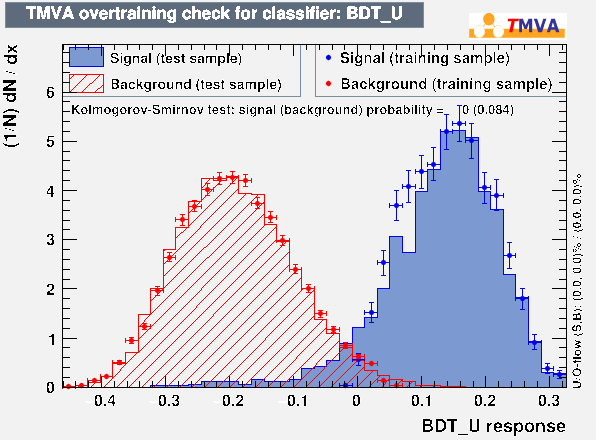 TMVA overtraining check for classifier: BDT_U
TMVA
Signal (test sample)
Background (test sample)
Signal (training sample)
Background (training sample)
Kolmogorov-Smirnov test: signal (background) probability = (0.084)
(1/N) dN / dx
0
1
2
3
4
5
6
U/O-flow (S,B): (0.0, 0.0)% / (0.0, 0.0)%
0.4 0.3 0.2 0.1 0 0.1 0.2 0.3
BDT_U response